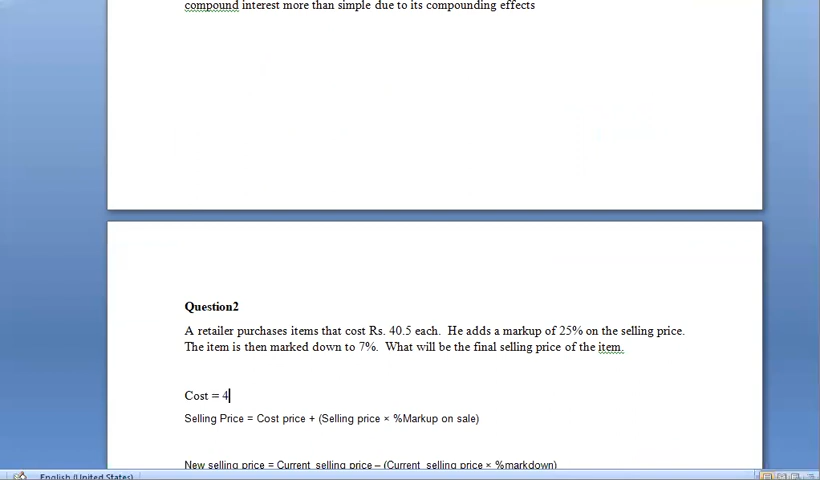 compound interest more than simple due to its compounding effects
Question2
A retailer purchases items that cost Rs. 40.5 each. He adds a markup of 25% on the selling price.
The item is then marked down to 7%. What will be the final selling price of the item.
Cost = 4
Selling Price = Cost price + (Selling price × %Markup on sale)
New selling price = Current selling price – (Current selling price × %markdown)
English (United States)